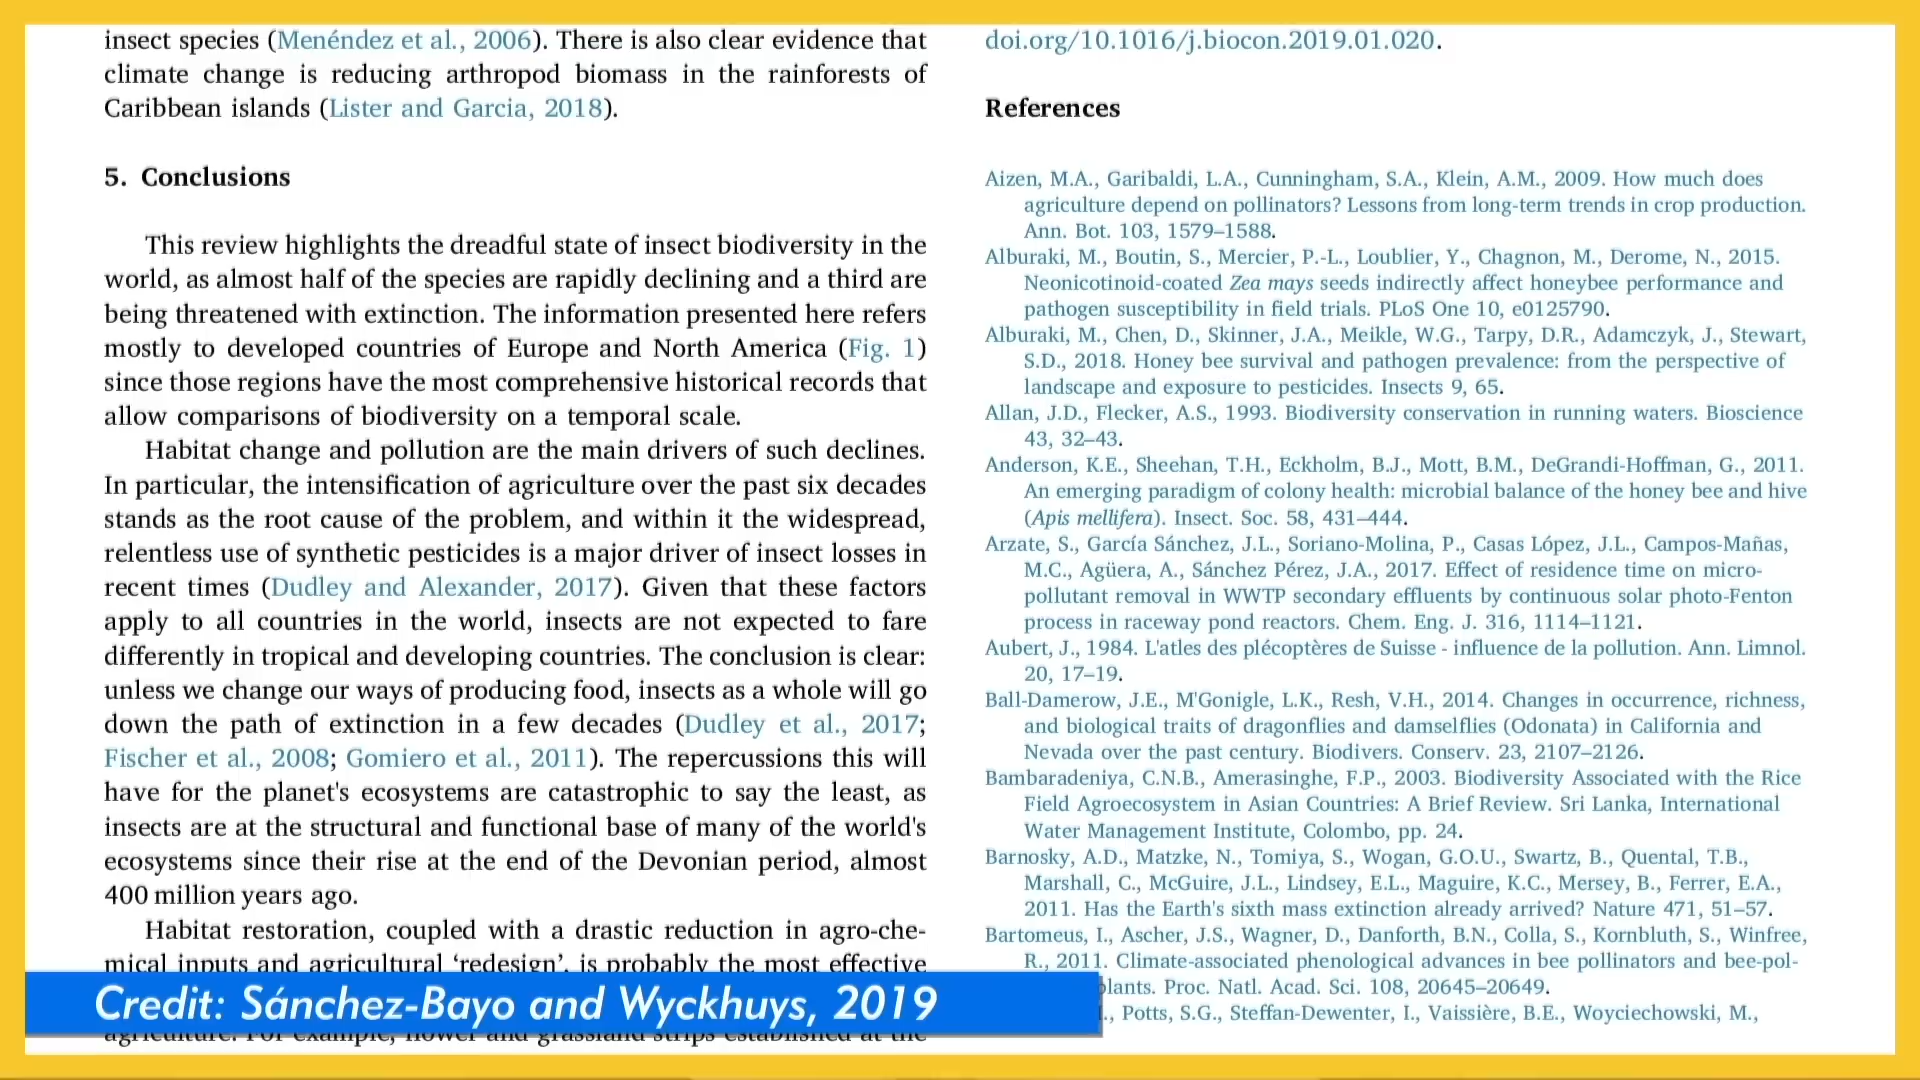 insect species (Menéndez et al., 2006). There is also clear evidence that
climate change is reducing arthropod biomass in the rainforests of
Caribbean islands (Lister and Garcia, 2018).
5. Conclusions
This review highlights the dreadful state of insect biodiversity in the
world, as almost half of the species are rapidly declining and a third are
being threatened with extinction. The information presented here refers
mostly to developed countries of Europe and North America (Fig. 1)
since those regions have the most comprehensive historical records that
allow comparisons of biodiversity on a temporal scale.
Habitat change and pollution are the main drivers of such declines.
In particular, the intensification of agriculture over the past six decades
stands as the root cause of the problem, and within it the widespread,
relentless use of synthetic pesticides is a major driver of insect losses in
recent times (Dudley and Alexander, 2017). Given that these factors
apply to all countries in the world, insects are not expected to fare
differently in tropical and developing countries. The conclusion is clear:
unless we change our ways of producing food, insects as a whole will go
down the path of extinction in a few decades (Dudley et al., 2017;
Fischer et al., 2008; Gomiero et al., 2011). The repercussions this will
have for the planet's ecosystems are catastrophic to say the least, as
insects are at the structural and functional base of many of the world's
ecosystems since their rise at the end of the Devonian period, almost
400 million years ago.
Habitat restoration, coupled with a drastic reduction in agro-che-
mical inputs and agricultural ‘redesign’, is probably the most effective
Credit: Sánchez-Bayo and Wyckhuys, 2019
agriculture. For example, flower and grassland strips established at the
doi.org/10.1016/j.biocon.2019.01.020.
References
Aizen, M.A., Garibaldi, L.A., Cunningham, S.A., Klein, A.M., 2009. How much does
agriculture depend on pollinators? Lessons from long-term trends in crop production.
Ann. Bot. 103, 1579–1588.
Alburaki, M., Boutin, S., Mercier, P.-L., Loublier, Y., Chagnon, M., Derome, N., 2015.
Neonicotinoid-coated Zea mays seeds indirectly affect honeybee performance and
pathogen susceptibility in field trials. PLoS One 10, e0125790.
Alburaki, M., Chen, D., Skinner, J.A., Meikle, W.G., Tarpy, D.R., Adamczyk, J., Stewart,
S.D., 2018. Honey bee survival and pathogen prevalence: from the perspective of
landscape and exposure to pesticides. Insects 9, 65.
Allan, J.D., Flecker, A.S., 1993. Biodiversity conservation in running waters. Bioscience
43, 32–43.
Anderson, K.E., Sheehan, T.H., Eckholm, B.J., Mott, B.M., DeGrandi-Hoffman, G., 2011.
An emerging paradigm of colony health: microbial balance of the honey bee and hive
(Apis mellifera). Insect. Soc. 58, 431–444.
Arzate, S., García Sánchez, J.L., Soriano-Molina, P., Casas López, J.L., Campos-Mañas,
M.C., Agüera, A., Sánchez Pérez, J.A., 2017. Effect of residence time on micro-
pollutant removal in WWTP secondary effluents by continuous solar photo-Fenton
process in raceway pond reactors. Chem. Eng. J. 316, 1114–1121.
Aubert, J., 1984. L'atles des plécoptères de Suisse - influence de la pollution. Ann. Limnol.
20, 17–19.
Ball-Damerow, J.E., M'Gonigle, L.K., Resh, V.H., 2014. Changes in occurrence, richness,
and biological traits of dragonflies and damselflies (Odonata) in California and
Nevada over the past century. Biodivers. Conserv. 23, 2107–2126.
Bambaradeniya, C.N.B., Amerasinghe, F.P., 2003. Biodiversity Associated with the Rice
Field Agroecosystem in Asian Countries: A Brief Review. Sri Lanka, International
Water Management Institute, Colombo, pp. 24.
Barnosky, A.D., Matzke, N., Tomiya, S., Wogan, G.O.U., Swartz, B., Quental, T.B.,
Marshall, C., McGuire, J.L., Lindsey, E.L., Maguire, K.C., Mersey, B., Ferrer, E.A.,
2011. Has the Earth's sixth mass extinction already arrived? Nature 471, 51–57.
Bartomeus, I., Ascher, J.S., Wagner, D., Danforth, B.N., Colla, S., Kornbluth, S., Winfree,
R., 2011. Climate-associated phenological advances in bee pollinators and bee-pol-
plants. Proc. Natl. Acad. Sci. 108, 20645–20649.
, Potts, S.G., Steffan-Dewenter, I., Vaissière, B.E., Woyciechowski, M.,